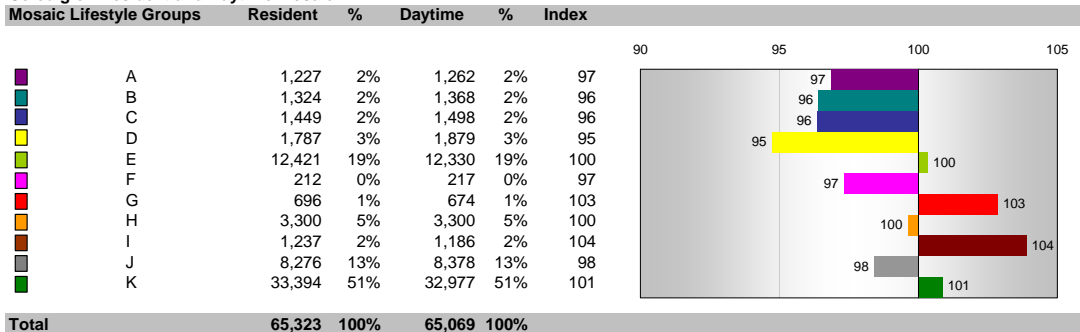 Mosaic Lifestyle Groups Resident % Daytime % Index
90 95 100 105
A 1,227 2% 1,262 2% 97 97
B 1,324 2% 1,368 2% 96 96
C 1,449 2% 1,498 2% 96 96
D 1,787 3% 1,879 3% 95 95
E 12,421 19% 12,330 19% 100 100
F 212 0% 217 0% 97 97
G 696 1% 674 1% 103 103
H 3,300 5% 3,300 5% 100 100
I 1,237 2% 1,186 2% 104 104
J 8,276 13% 8,378 13% 98 98
K 33,394 51% 32,977 51% 101 101
Total 65,323 100% 65,069 100%